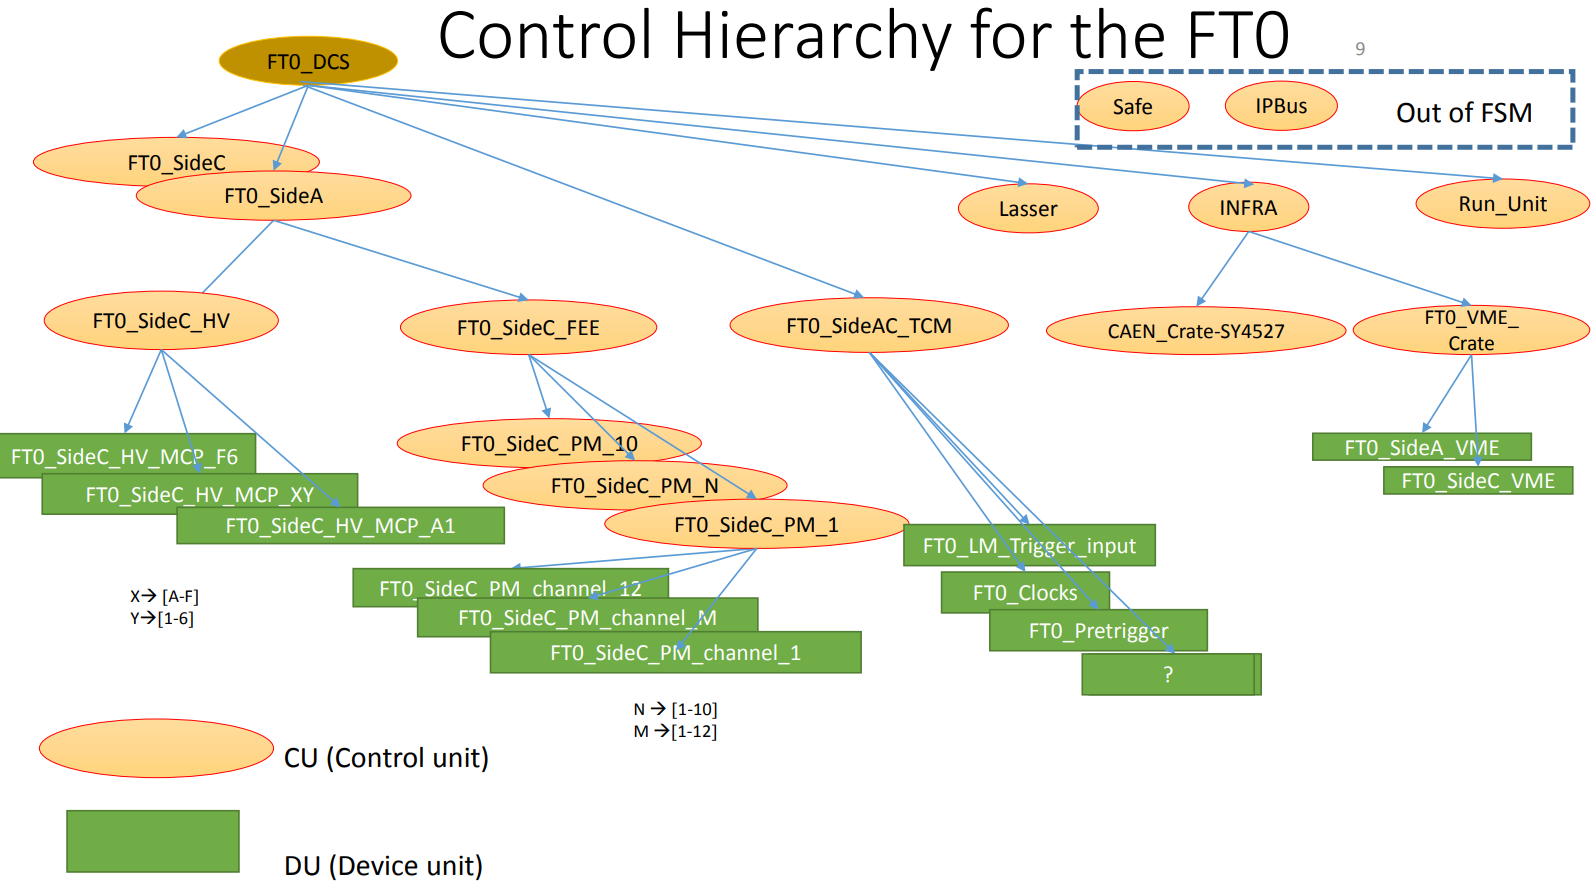 Control Hierarchy for the FT0
9
FT0_DCS
Safe
IPBus
Out of FSM
FT0_SideC
FT0_SideA
Lasser
INFRA
Run_Unit
FT0_SideC_HV
FT0_SideC_FEE
FT0_SideAC_TCM
CAEN_Crate-SY4527
FT0_VME_
Crate
FT0_SideC_HV_MCP_F6
FT0_SideC_HV_MCP_XY
FT0_SideC_HV_MCP_A1
FT0_SideC_PM_10
FT0_SideC_PM_N
FT0_SideC_PM_1
FT0_SideA_VME
FT0_SideC_VME
FT0_LM_Trigger_input
FT0_Clocks
FT0_Pretrigger
?
FT0_SideC_PM_channel_12
FT0_SideC_PM_channel_M
FT0_SideC_PM_channel_1
X→ [A-F]
Y→[1-6]
N → [1-10]
M →[1-12]
CU (Control unit)
DU (Device unit)